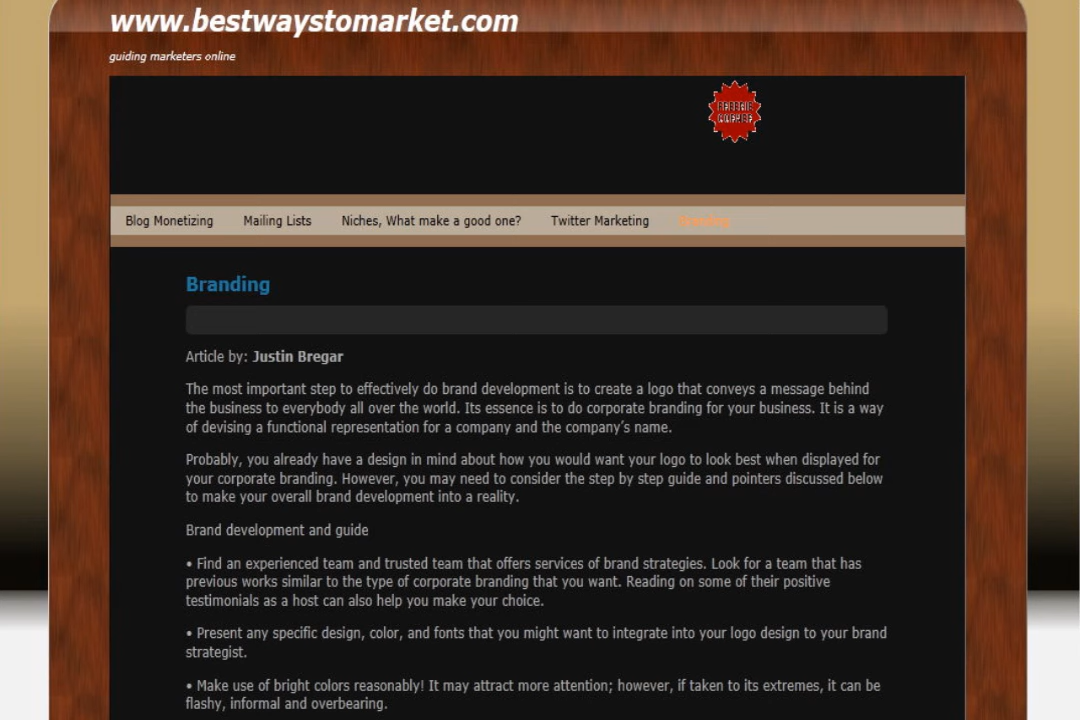 www.bestwaystomarket.com
guiding marketers online
Blog Monetizing
Mailing Lists
Niches, What make a good one?
Twitter Marketing
Branding
Branding
Article by: Justin Bregar
The most important step to effectively do brand development is to create a logo that conveys a message behind
the business to everybody all over the world. Its essence is to do corporate branding for your business. It is a way
of devising a functional representation for a company and the company’s name.
Probably, you already have a design in mind about how you would want your logo to look best when displayed for
your corporate branding. However, you may need to consider the step by step guide and pointers discussed below
to make your overall brand development into a reality.
Brand development and guide
• Find an experienced team and trusted team that offers services of brand strategies. Look for a team that has
previous works similar to the type of corporate branding that you want. Reading on some of their positive
testimonials as a host can also help you make your choice.
• Present any specific design, color, and fonts that you might want to integrate into your logo design to your brand
strategist.
• Make use of bright colors reasonably! It may attract more attention; however, if taken to its extremes, it can be
flashy, informal and overbearing.